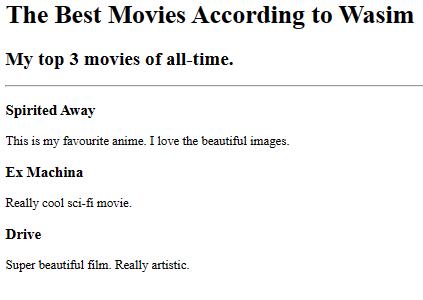 The Best Movies According to Wasim
My top 3 movies of all-time.
Spirited Away
This is my favourite anime. I love the beautiful images.
Ex Machina
Really cool sci-fi movie.
Drive
Super beautiful film. Really artistic.